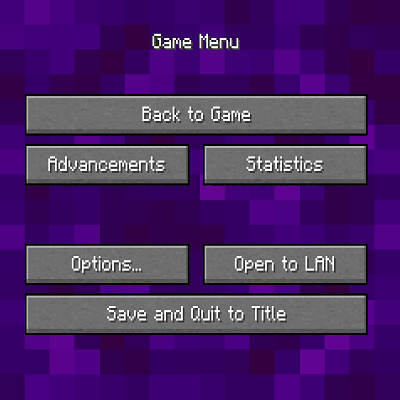 Game Menu
Back to Game
Advancements
Statistics
Options...
Open to LAN
Save and Quit to Title